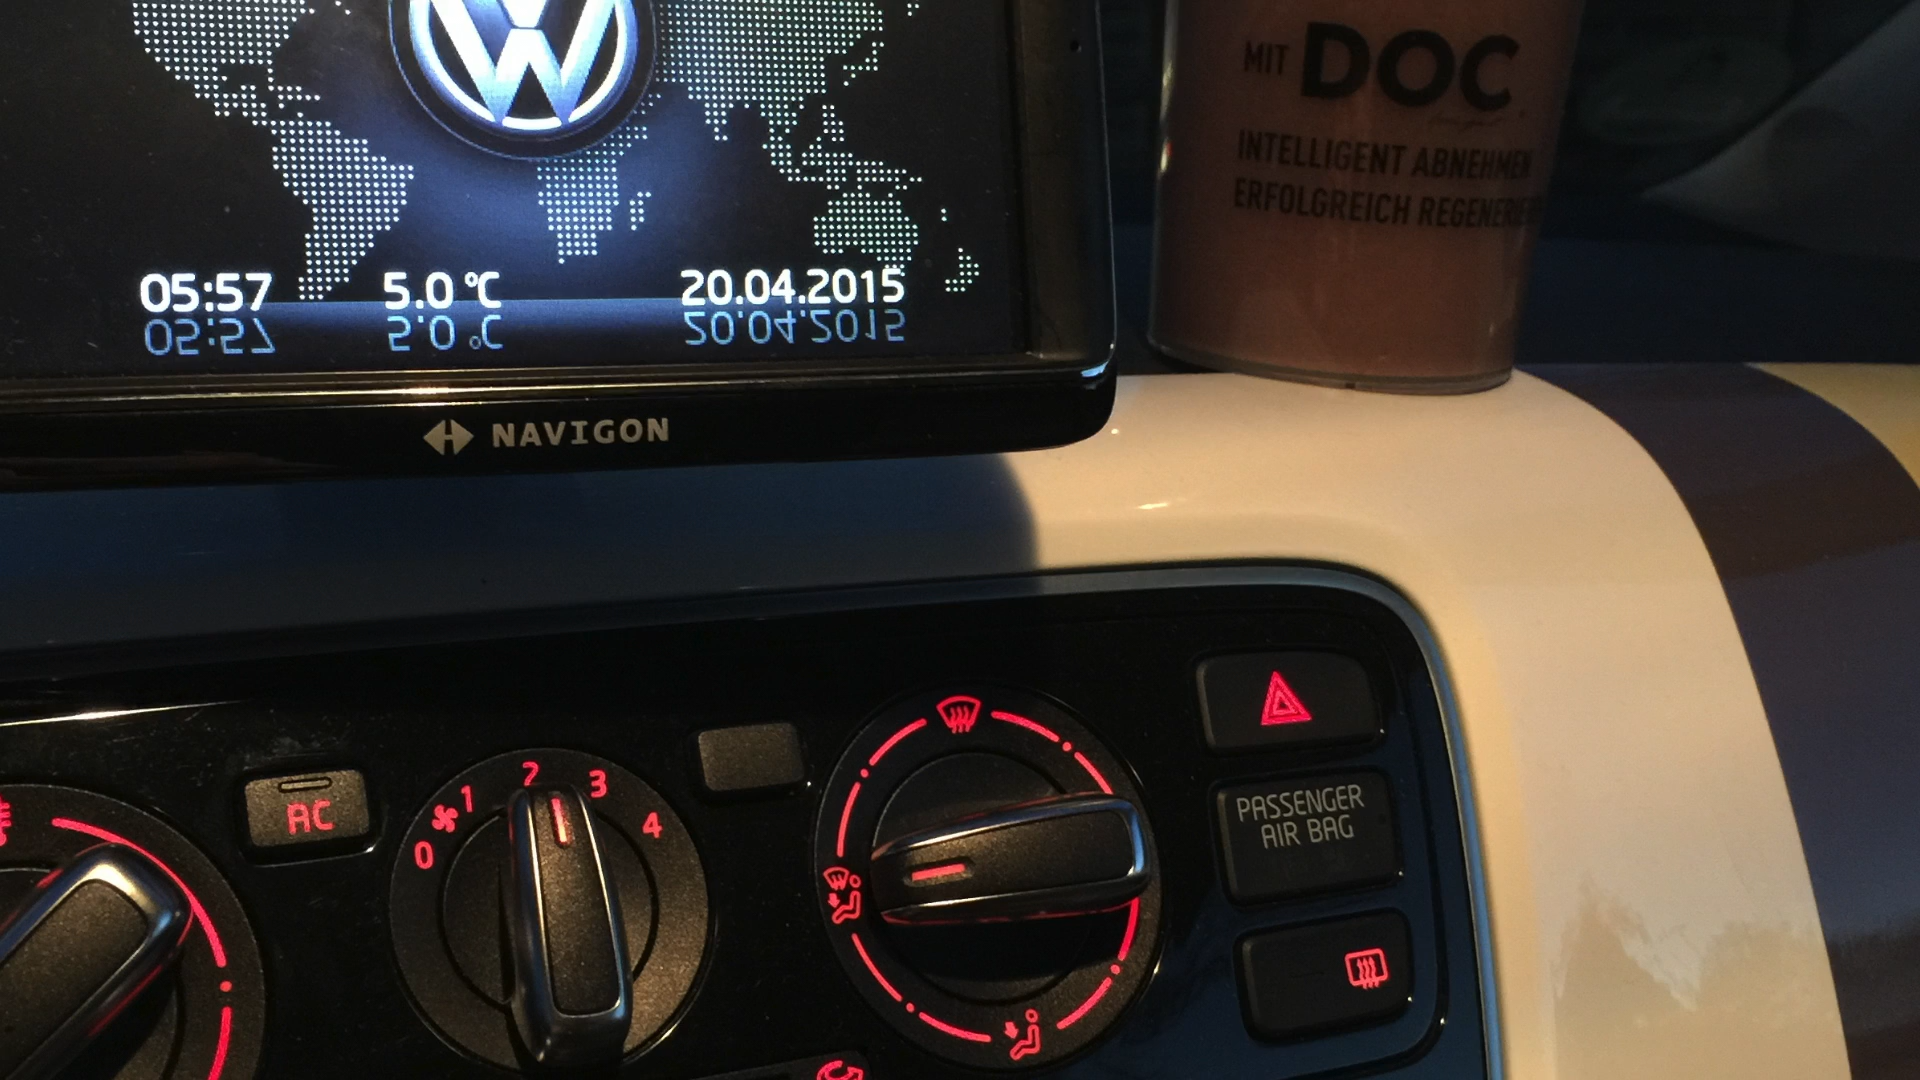 MIT DOC
INTELLIGENT ABNEHMEN
ERFOLGREICH
05:57 5.0 °C 20.04.2015
NAVIGON
AC
0 1 2 3 4
PASSENGER
AIR BAG